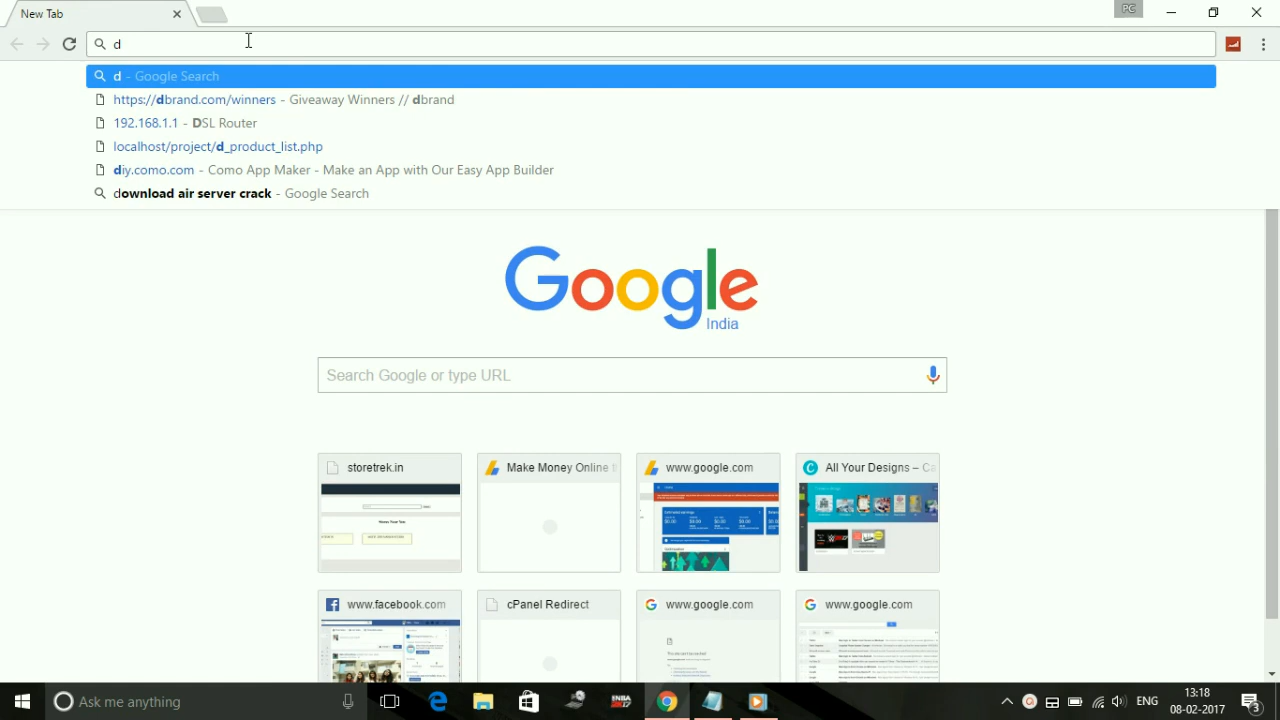 New Tab
PC
d
d - Google Search
https://dbrand.com/winners - Giveaway Winners // dbrand
192.168.1.1 - DSL Router
localhost/project/d_product_list.php
diy.como.com - Como App Maker - Make an App with Our Easy App Builder
download air server crack - Google Search
Google
India
Search Google or type URL
storetrek.in
Make Money Online
www.google.com
All Your Designs – Ca
www.facebook.com
cPanel Redirect
www.google.com
www.google.com
Ask me anything
ENG
13:18
08-02-2017
3